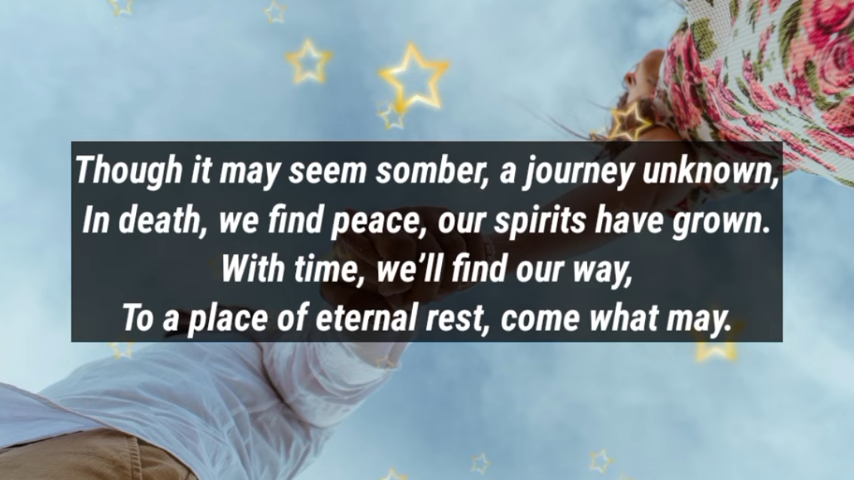 Though it may seem somber, a journey unknown,
In death, we find peace, our spirits have grown.
With time, we’ll find our way,
To a place of eternal rest, come what may.